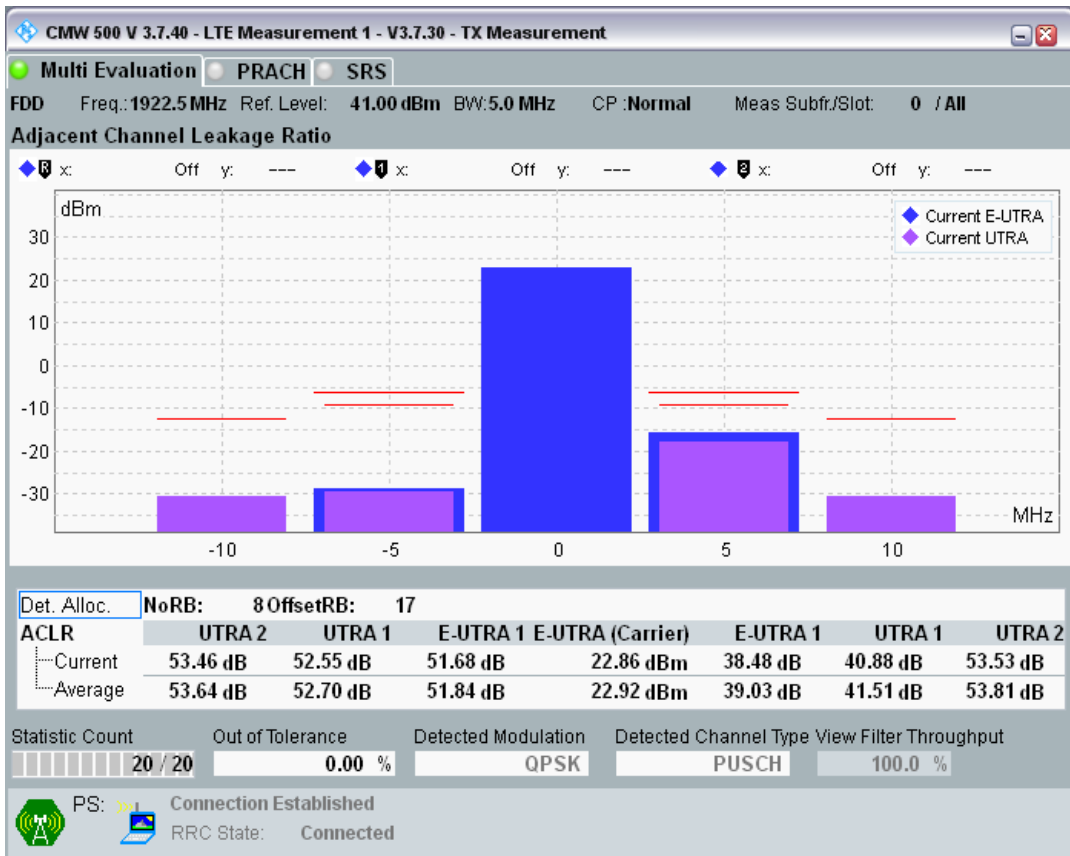 CMW 500 V 3.7.40 - LTE Measurement 1 - V3.7.30 - TX Measurement
Multi Evaluation PRACH SRS
FDD Freq.: 1922.5 MHz Ref. Level: 41.00 dBm BW: 5.0 MHz CP : Normal Meas Subfr./Slot: 0 / All
Adjacent Channel Leakage Ratio
R x: Off y: --- 1 x: Off y: --- 2 x: Off y: ---
dBm
Current E-UTRA
Current UTRA
30
20
10
0
-10
-20
-30
MHz
-10 -5 0 5 10
Det. Alloc. NoRB: 8 OffsetRB: 17
ACLR UTRA 2 UTRA 1 E-UTRA 1 E-UTRA (Carrier) E-UTRA 1 UTRA 1 UTRA 2
Current 53.46 dB 52.55 dB 51.68 dB 22.86 dBm 38.48 dB 40.88 dB 53.53 dB
Average 53.64 dB 52.70 dB 51.84 dB 22.92 dBm 39.03 dB 41.51 dB 53.81 dB
Statistic Count Out of Tolerance Detected Modulation Detected Channel Type View Filter Throughput
20 / 20 0.00 % QPSK PUSCH 100.0 %
PS: Connection Established
RRC State: Connected